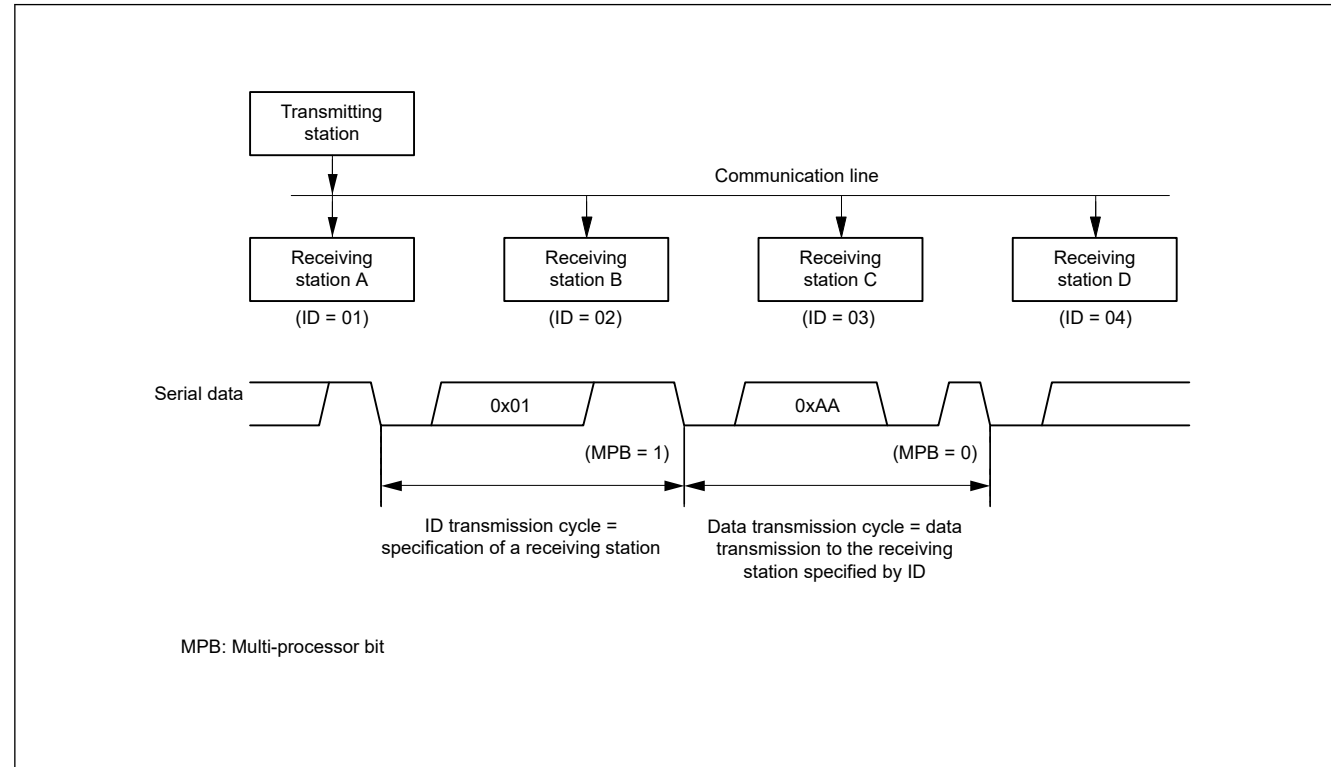 Transmitting
station
Communication line
Receiving
station A
Receiving
station B
Receiving
station C
Receiving
station D
(ID = 01)
(ID = 02)
(ID = 03)
(ID = 04)
Serial data
0x01
0xAA
(MPB = 1)
(MPB = 0)
ID transmission cycle =
specification of a receiving station
Data transmission cycle = data
transmission to the receiving
station specified by ID
MPB: Multi-processor bit